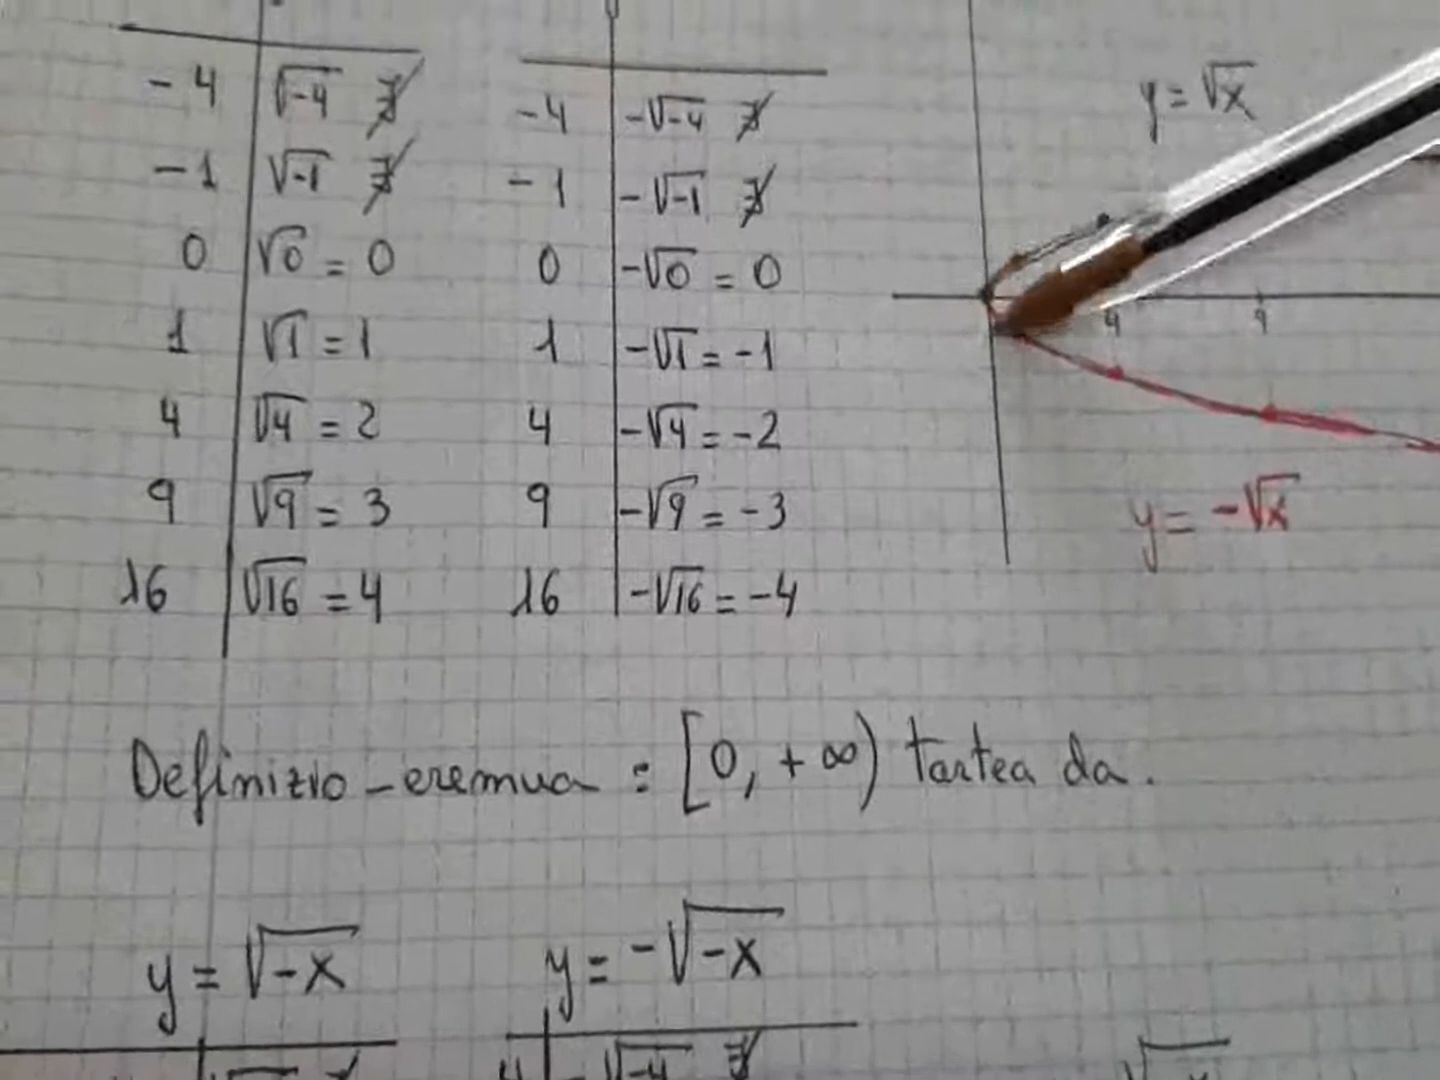 -4 √-4 ∄ -4 -√-4 ∄ y = √x
-1 √-1 ∄ -1 -√-1 ∄
0 √0 = 0 0 -√0 = 0
1 √1 = 1 1 -√1 = -1 4 9
4 √4 = 2 4 -√4 = -2
9 √9 = 3 9 -√9 = -3 y = -√x
16 √16 = 4 16 -√16 = -4
Definizio-eremua : [0, +∞) tartea da.
y = √-x y = -√-x
-√-4 ∄